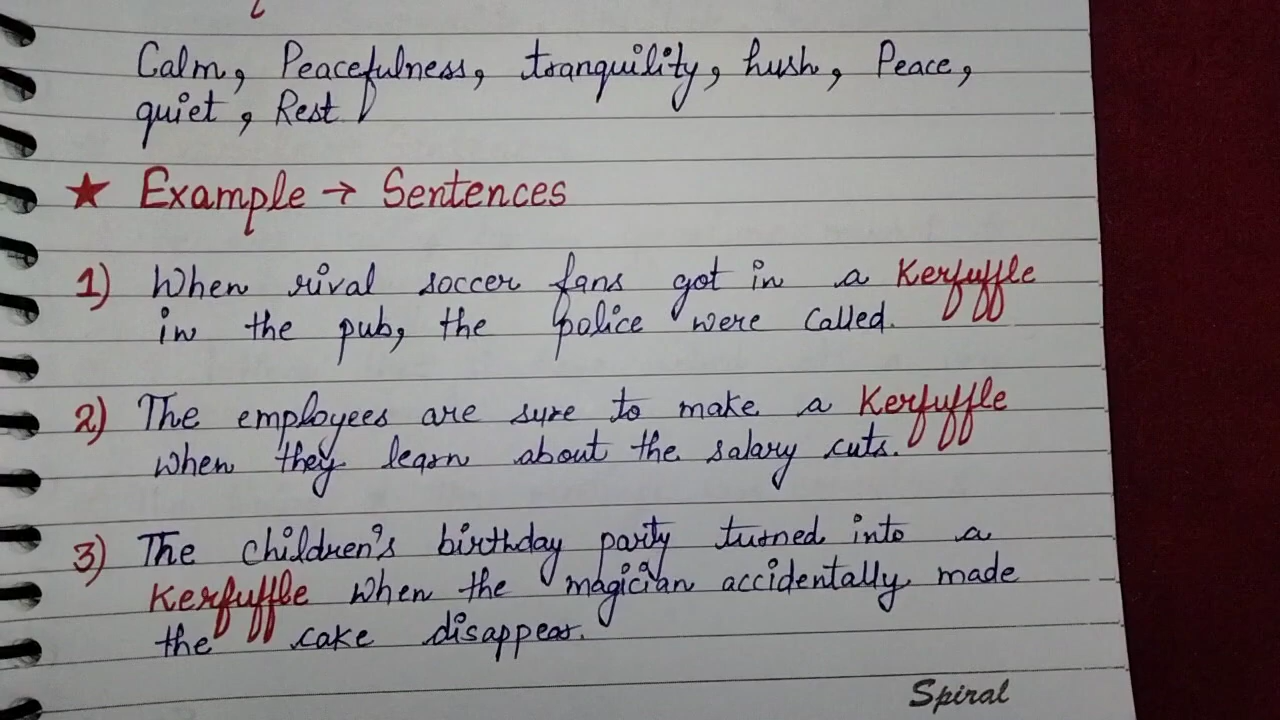 Calm, Peacefulness, tranquility, hush, Peace,
quiet, Rest
★ Example → Sentences
1) When rival soccer fans got in a Kerfuffle
in the pub, the police were called.
2) The employees are sure to make a Kerfuffle
when they learn about the salary cuts.
3) The children's birthday party turned into a
Kerfuffle when the magician accidentally made
the cake disappear.
Spiral